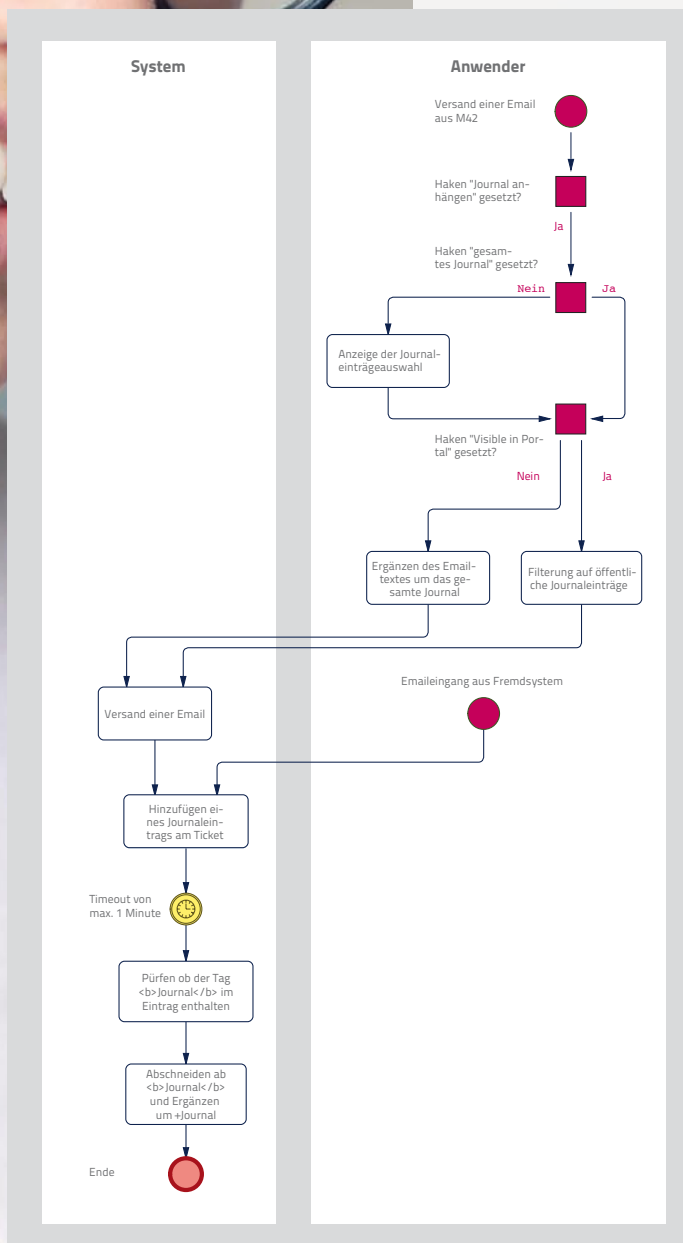 System
Anwender
Versand einer Email
aus M42
Haken "Journal an-
hängen" gesetzt?
Ja
Haken "gesam-
tes Journal" gesetzt?
Nein
Ja
Anzeige der Journal-
einträgeauswahl
Haken "Visible in Por-
tal" gesetzt?
Nein
Ja
Ergänzen des Email-
textes um das ge-
samte Journal
Filterung auf öffentli-
che Journaleinträge
Emaileingang aus Fremdsystem
Versand einer Email
Hinzufügen ei-
nes Journalein-
trags am Ticket
Timeout von
max. 1 Minute
Pürfen ob der Tag
<b>Journal</b> im
Eintrag enthalten
Abschneiden ab
<b>Journal</b>
und Ergänzen
um +Journal
Ende